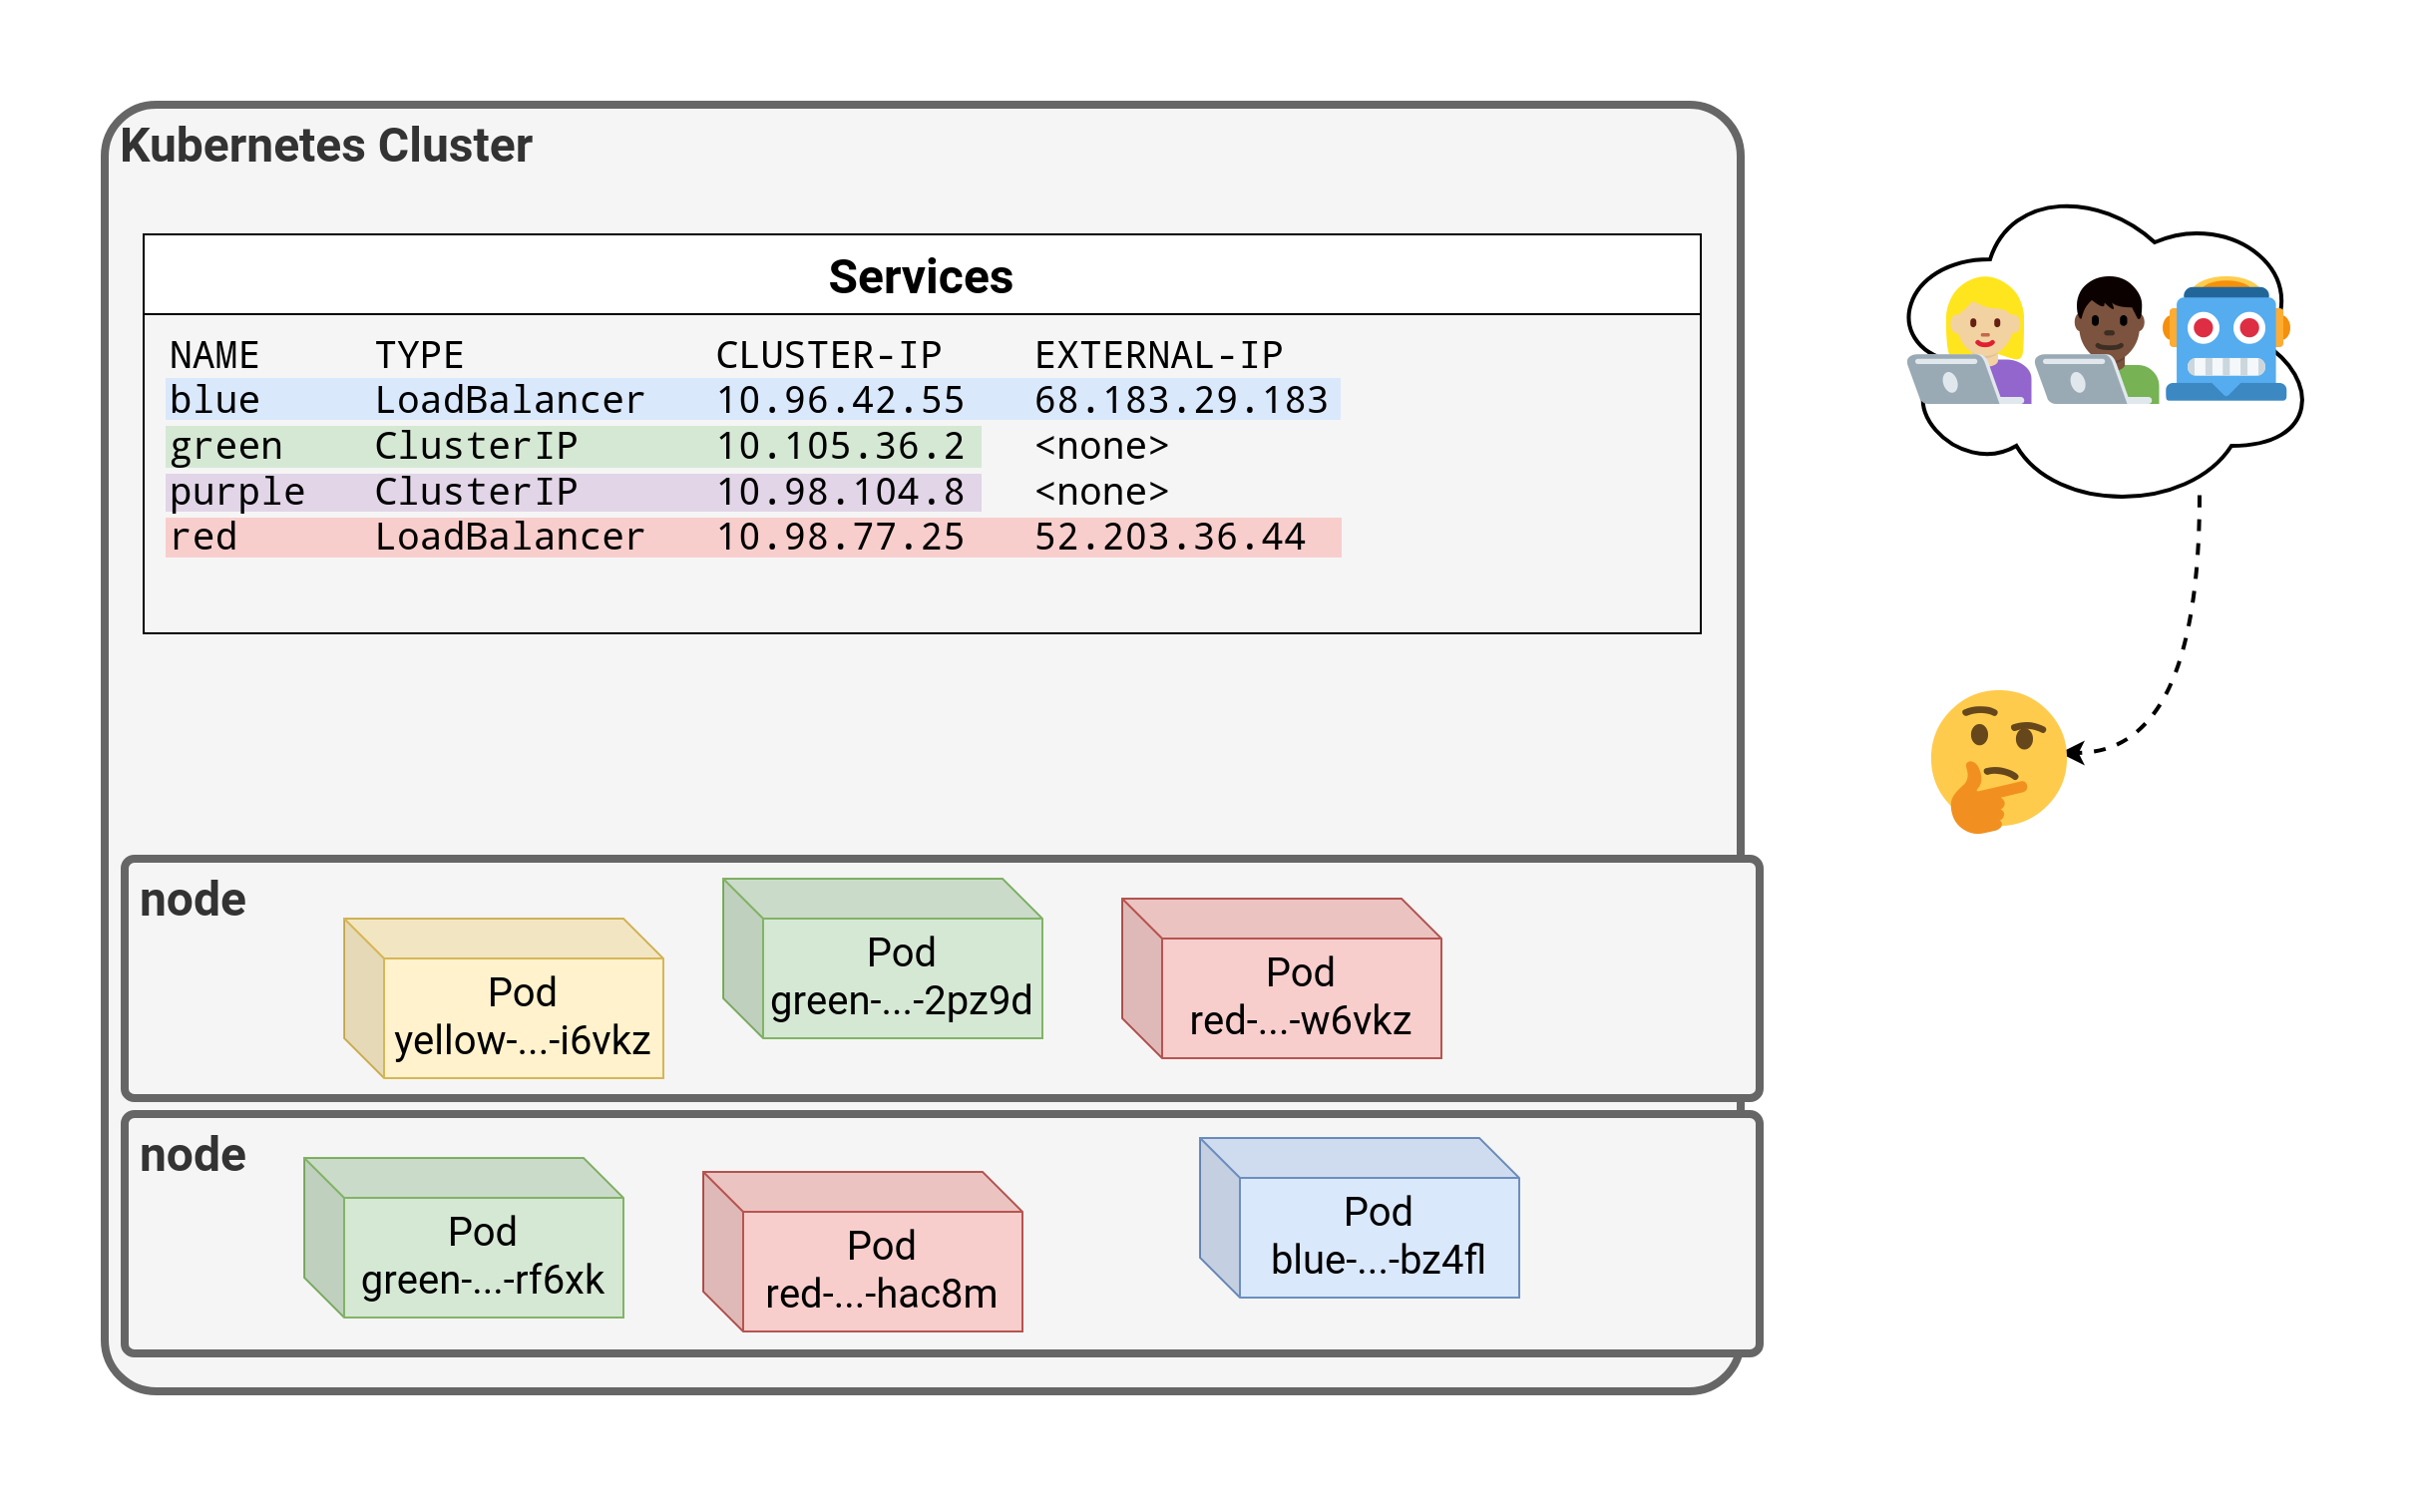 Kubernetes Cluster
Services
NAME TYPE CLUSTER-IP EXTERNAL-IP
blue LoadBalancer 10.96.42.55 68.183.29.183
green ClusterIP 10.105.36.2 <none>
purple ClusterIP 10.98.104.8 <none>
red LoadBalancer 10.98.77.25 52.203.36.44
node
Pod
yellow-...-i6vkz
Pod
green-...-2pz9d
Pod
red-...-w6vkz
node
Pod
green-...-rf6xk
Pod
red-...-hac8m
Pod
blue-...-bz4fl